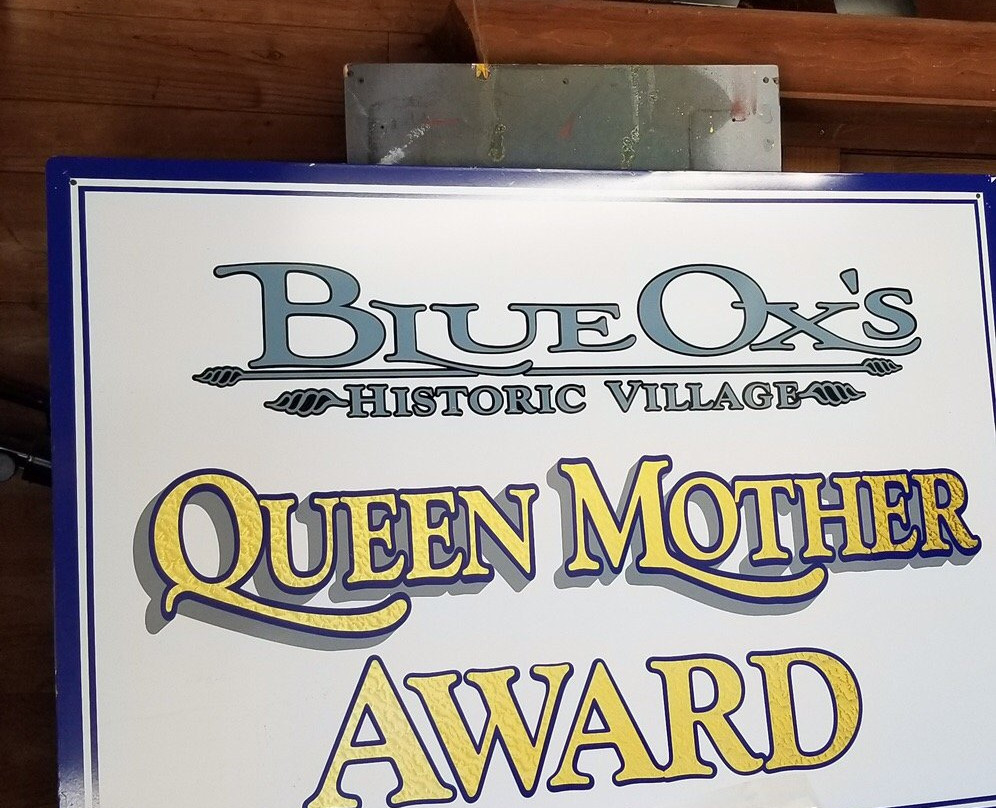 BLUE OX'S
HISTORIC VILLAGE
QUEEN MOTHER
AWARD